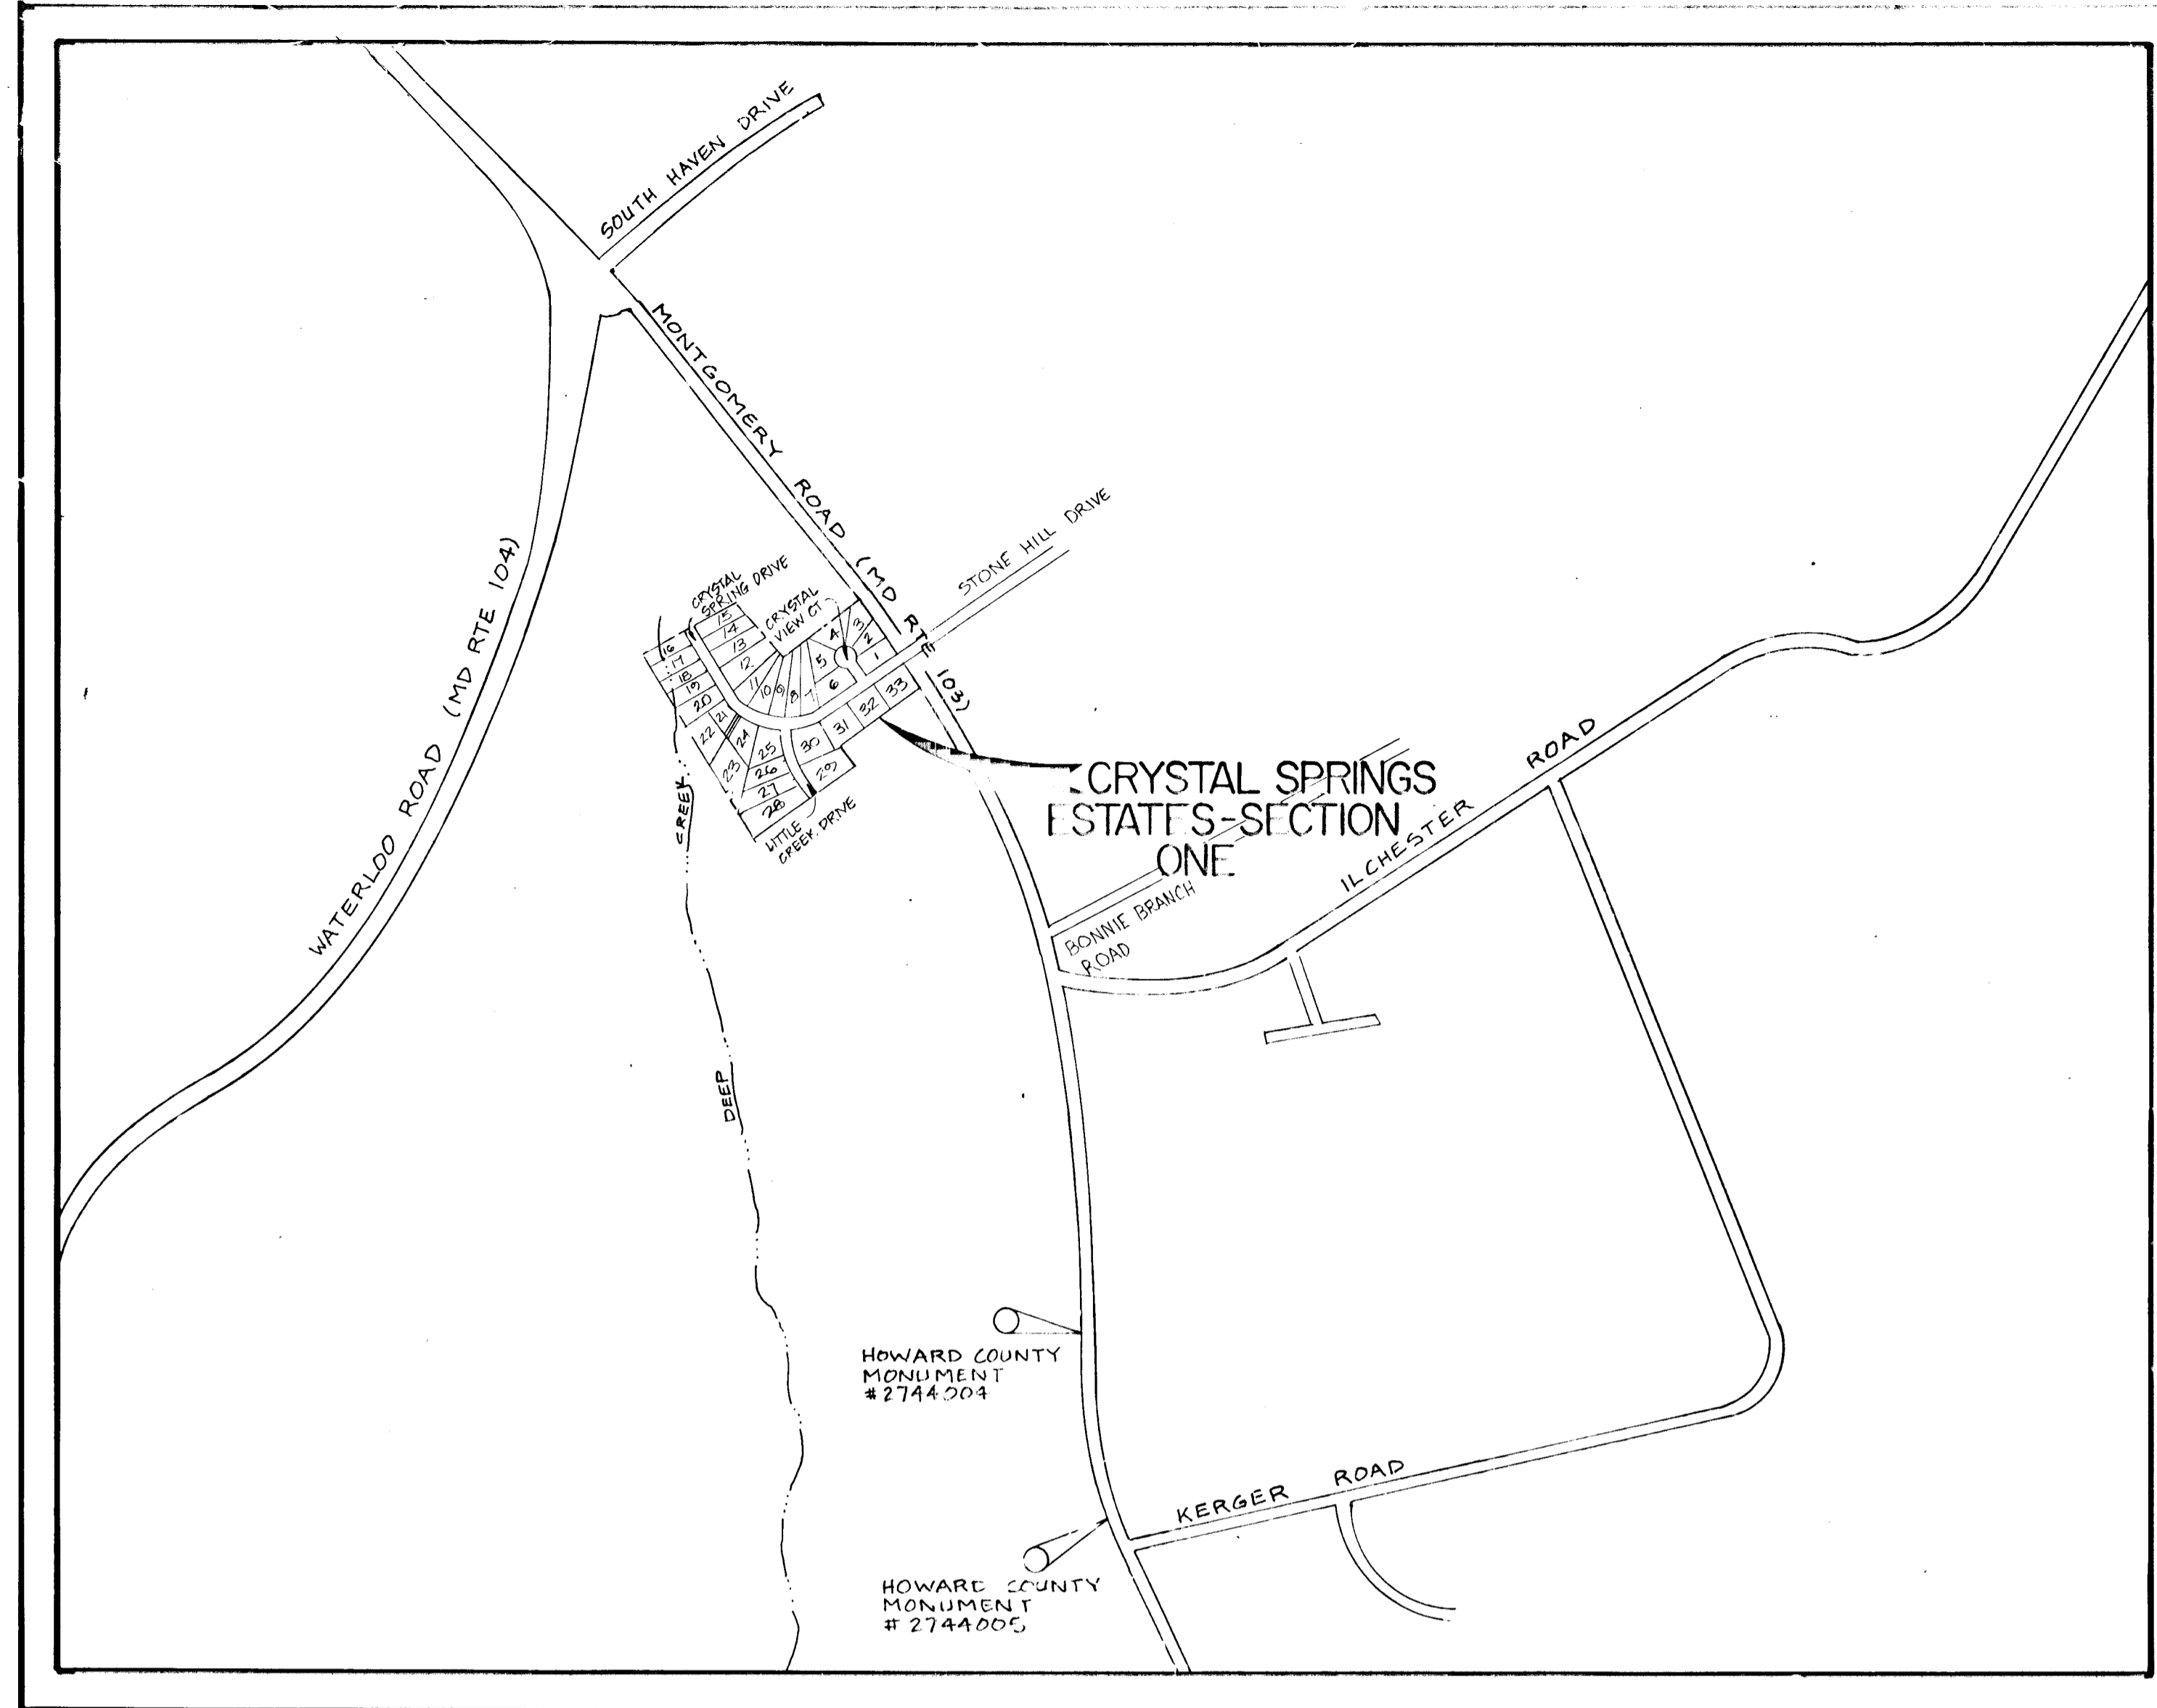 SOUTH HAVEN DRIVE
MONTGOMERY ROAD (MD RTE 103)
WATERLOO ROAD (MD RTE 104)
STONE HILL DRIVE
CRYSTAL
SPRING DRIVE
CRYSTAL
VIEW CT
15
14
13
12
11
10
9
8
7
6
5
4
3
2
1
16
17
18
19
20
21
22
23
24
25
26
27
28
29
30
31
32
33
LITTLE
CREEK DRIVE
DEEP CREEK
CRYSTAL SPRINGS
ESTATES-SECTION
ONE
BONNIE BRANCH
ROAD
ILCHESTER ROAD
HOWARD COUNTY
MONUMENT
#2744004
KERGER ROAD
HOWARD COUNTY
MONUMENT
# 2744005